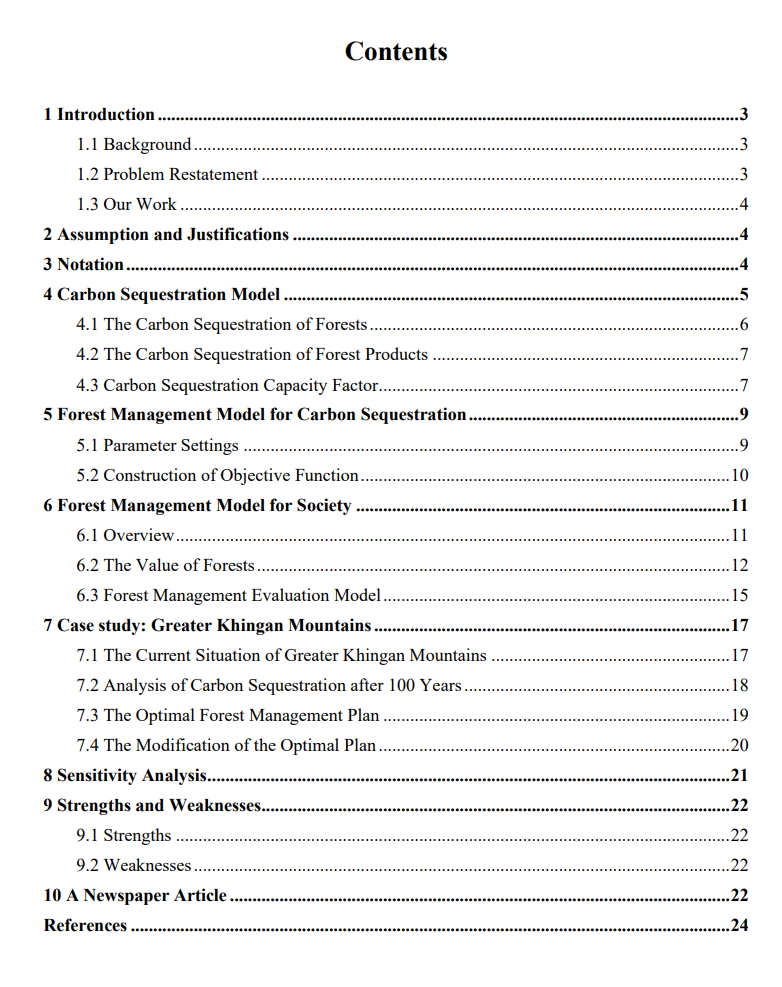 Contents
1 Introduction ........ 3
1.1 Background ........ 3
1.2 Problem Restatement ........ 3
1.3 Our Work ........ 4
2 Assumption and Justifications ........ 4
3 Notation ........ 4
4 Carbon Sequestration Model ........ 5
4.1 The Carbon Sequestration of Forests ........ 6
4.2 The Carbon Sequestration of Forest Products ........ 7
4.3 Carbon Sequestration Capacity Factor ........ 7
5 Forest Management Model for Carbon Sequestration ........ 9
5.1 Parameter Settings ........ 9
5.2 Construction of Objective Function ........ 10
6 Forest Management Model for Society ........ 11
6.1 Overview ........ 11
6.2 The Value of Forests ........ 12
6.3 Forest Management Evaluation Model ........ 15
7 Case study: Greater Khingan Mountains ........ 17
7.1 The Current Situation of Greater Khingan Mountains ........ 17
7.2 Analysis of Carbon Sequestration after 100 Years ........ 18
7.3 The Optimal Forest Management Plan ........ 19
7.4 The Modification of the Optimal Plan ........ 20
8 Sensitivity Analysis ........ 21
9 Strengths and Weaknesses ........ 22
9.1 Strengths ........ 22
9.2 Weaknesses ........ 22
10 A Newspaper Article ........ 22
References ........ 24